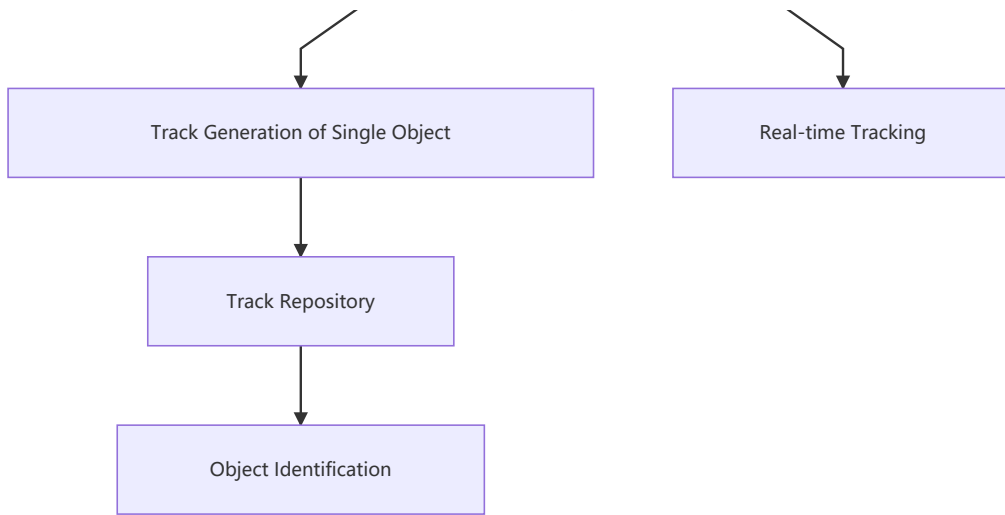 Track Generation of Single Object
Real-time Tracking
Track Repository
Object Identification